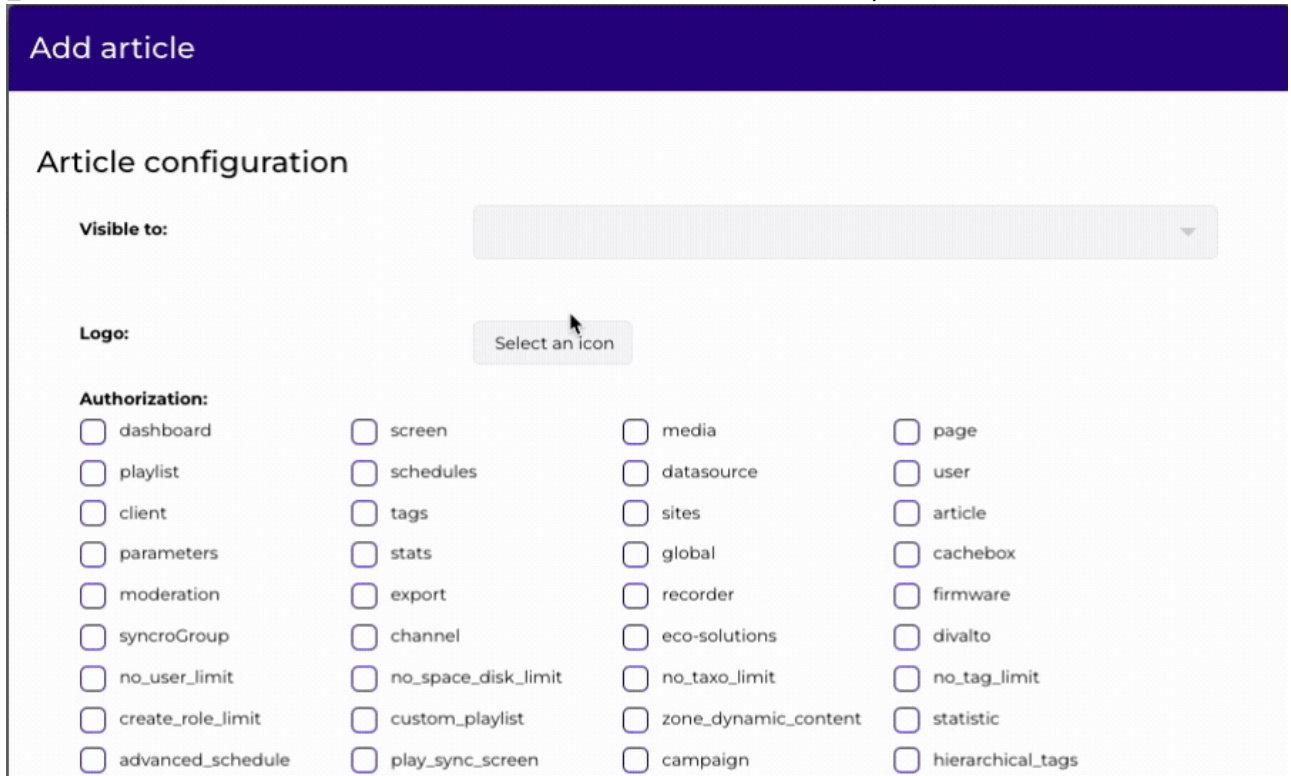 Add article
Article configuration
Visible to:
Logo:
Select an icon
Authorization:
dashboard screen media page
playlist schedules datasource user
client tags sites article
parameters stats global cachebox
moderation export recorder firmware
syncroGroup channel eco-solutions divalto
no_user_limit no_space_disk_limit no_taxo_limit no_tag_limit
create_role_limit custom_playlist zone_dynamic_content statistic
advanced_schedule play_sync_screen campaign hierarchical_tags